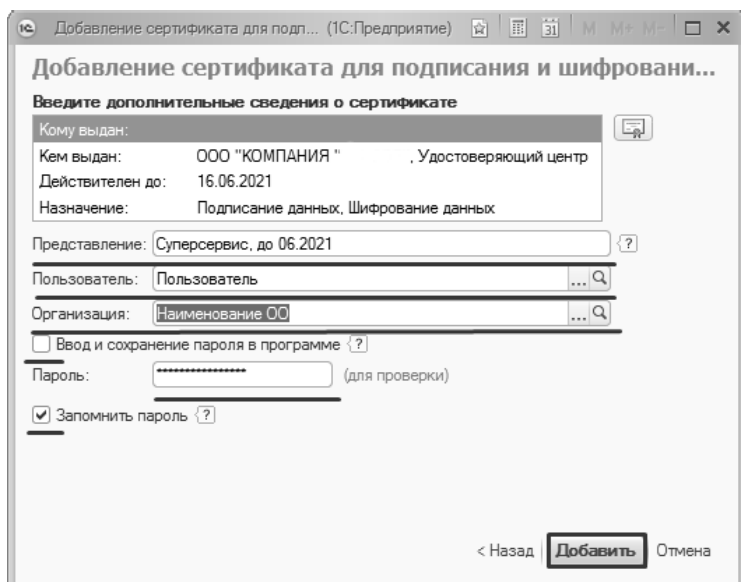 1С Добавление сертификата для подп... (1С:Предприятие) 31 M M+ M-
Добавление сертификата для подписания и шифровани...
Введите дополнительные сведения о сертификате
Кому выдан:
Кем выдан: ООО "КОМПАНИЯ " , Удостоверяющий центр
Действителен до: 16.06.2021
Назначение: Подписание данных, Шифрование данных
Представление: Суперсервис, до 06.2021 ?
Пользователь: Пользователь ...
Организация: Наименование ОО ...
Ввод и сохранение пароля в программе ?
Пароль: **************** (для проверки)
Запомнить пароль ?
< Назад Добавить Отмена